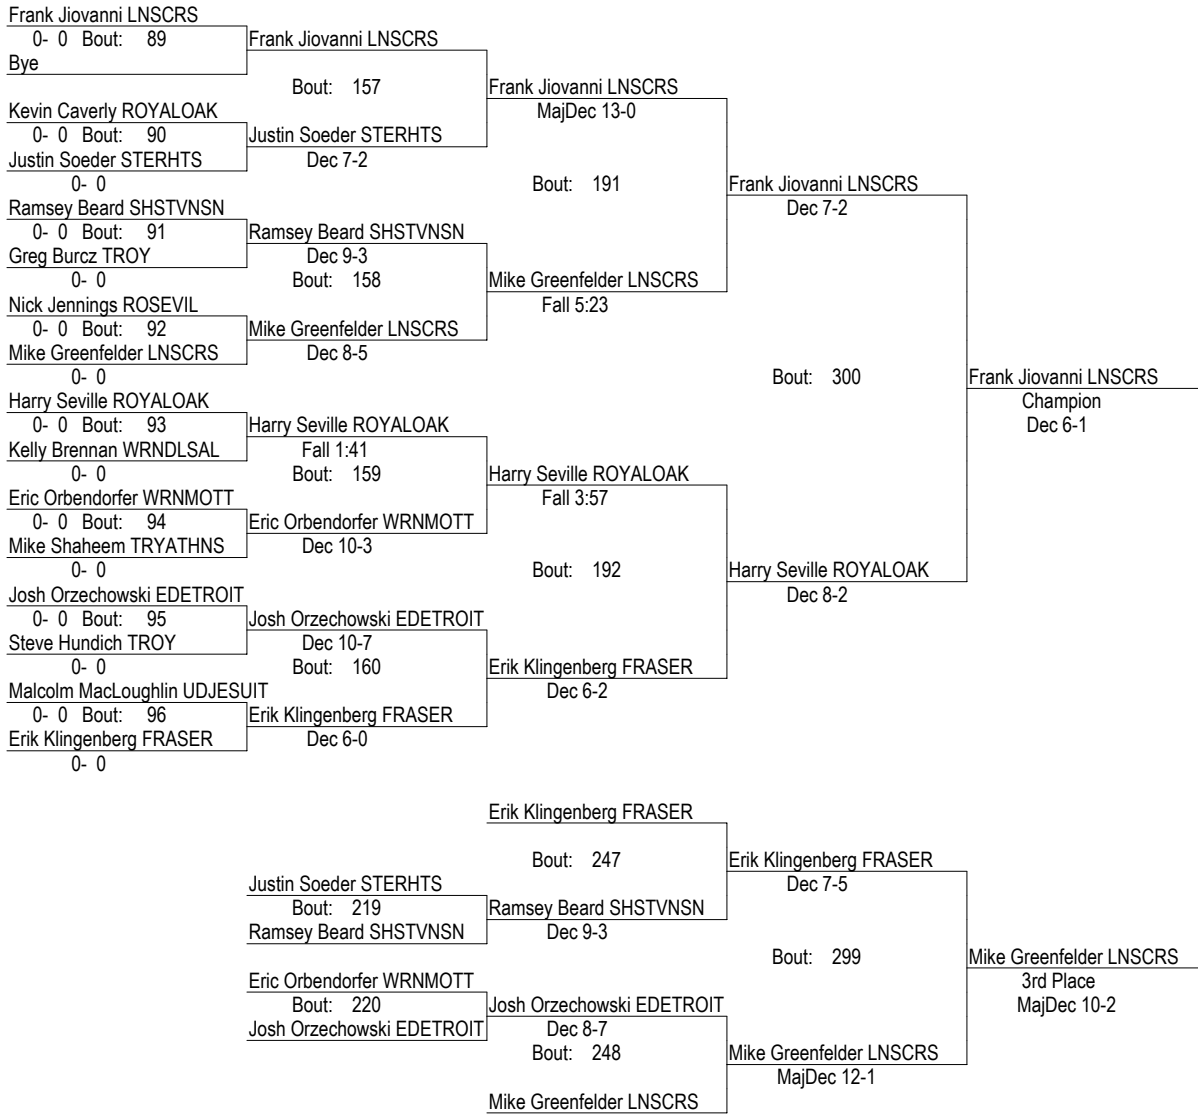 Frank Jiovanni LNSCRS
0- 0 Bout: 89
Frank Jiovanni LNSCRS
Bye
Bout: 157
Frank Jiovanni LNSCRS
Kevin Caverly ROYALOAK
MajDec 13-0
0- 0 Bout: 90
Justin Soeder STERHTS
Justin Soeder STERHTS
Dec 7-2
0- 0
Bout: 191
Frank Jiovanni LNSCRS
Ramsey Beard SHSTVNSN
Dec 7-2
0- 0 Bout: 91
Ramsey Beard SHSTVNSN
Greg Burcz TROY
Dec 9-3
0- 0
Bout: 158
Mike Greenfelder LNSCRS
Nick Jennings ROSEVIL
Fall 5:23
0- 0 Bout: 92
Mike Greenfelder LNSCRS
Mike Greenfelder LNSCRS
Dec 8-5
0- 0
Bout: 300
Frank Jiovanni LNSCRS
Harry Seville ROYALOAK
Champion
0- 0 Bout: 93
Harry Seville ROYALOAK
Dec 6-1
Kelly Brennan WRNDLSAL
Fall 1:41
0- 0
Bout: 159
Harry Seville ROYALOAK
Eric Orbendorfer WRNMOTT
Fall 3:57
0- 0 Bout: 94
Eric Orbendorfer WRNMOTT
Mike Shaheem TRYATHNS
Dec 10-3
0- 0
Bout: 192
Harry Seville ROYALOAK
Josh Orzechowski EDETROIT
Dec 8-2
0- 0 Bout: 95
Josh Orzechowski EDETROIT
Steve Hundich TROY
Dec 10-7
0- 0
Bout: 160
Erik Klingenberg FRASER
Malcolm MacLoughlin UDJESUIT
Dec 6-2
0- 0 Bout: 96
Erik Klingenberg FRASER
Erik Klingenberg FRASER
Dec 6-0
0- 0
Erik Klingenberg FRASER
Bout: 247
Erik Klingenberg FRASER
Justin Soeder STERHTS
Dec 7-5
Bout: 219
Ramsey Beard SHSTVNSN
Ramsey Beard SHSTVNSN
Dec 9-3
Bout: 299
Mike Greenfelder LNSCRS
Eric Orbendorfer WRNMOTT
3rd Place
Bout: 220
Josh Orzechowski EDETROIT
MajDec 10-2
Josh Orzechowski EDETROIT
Dec 8-7
Bout: 248
Mike Greenfelder LNSCRS
MajDec 12-1
Mike Greenfelder LNSCRS